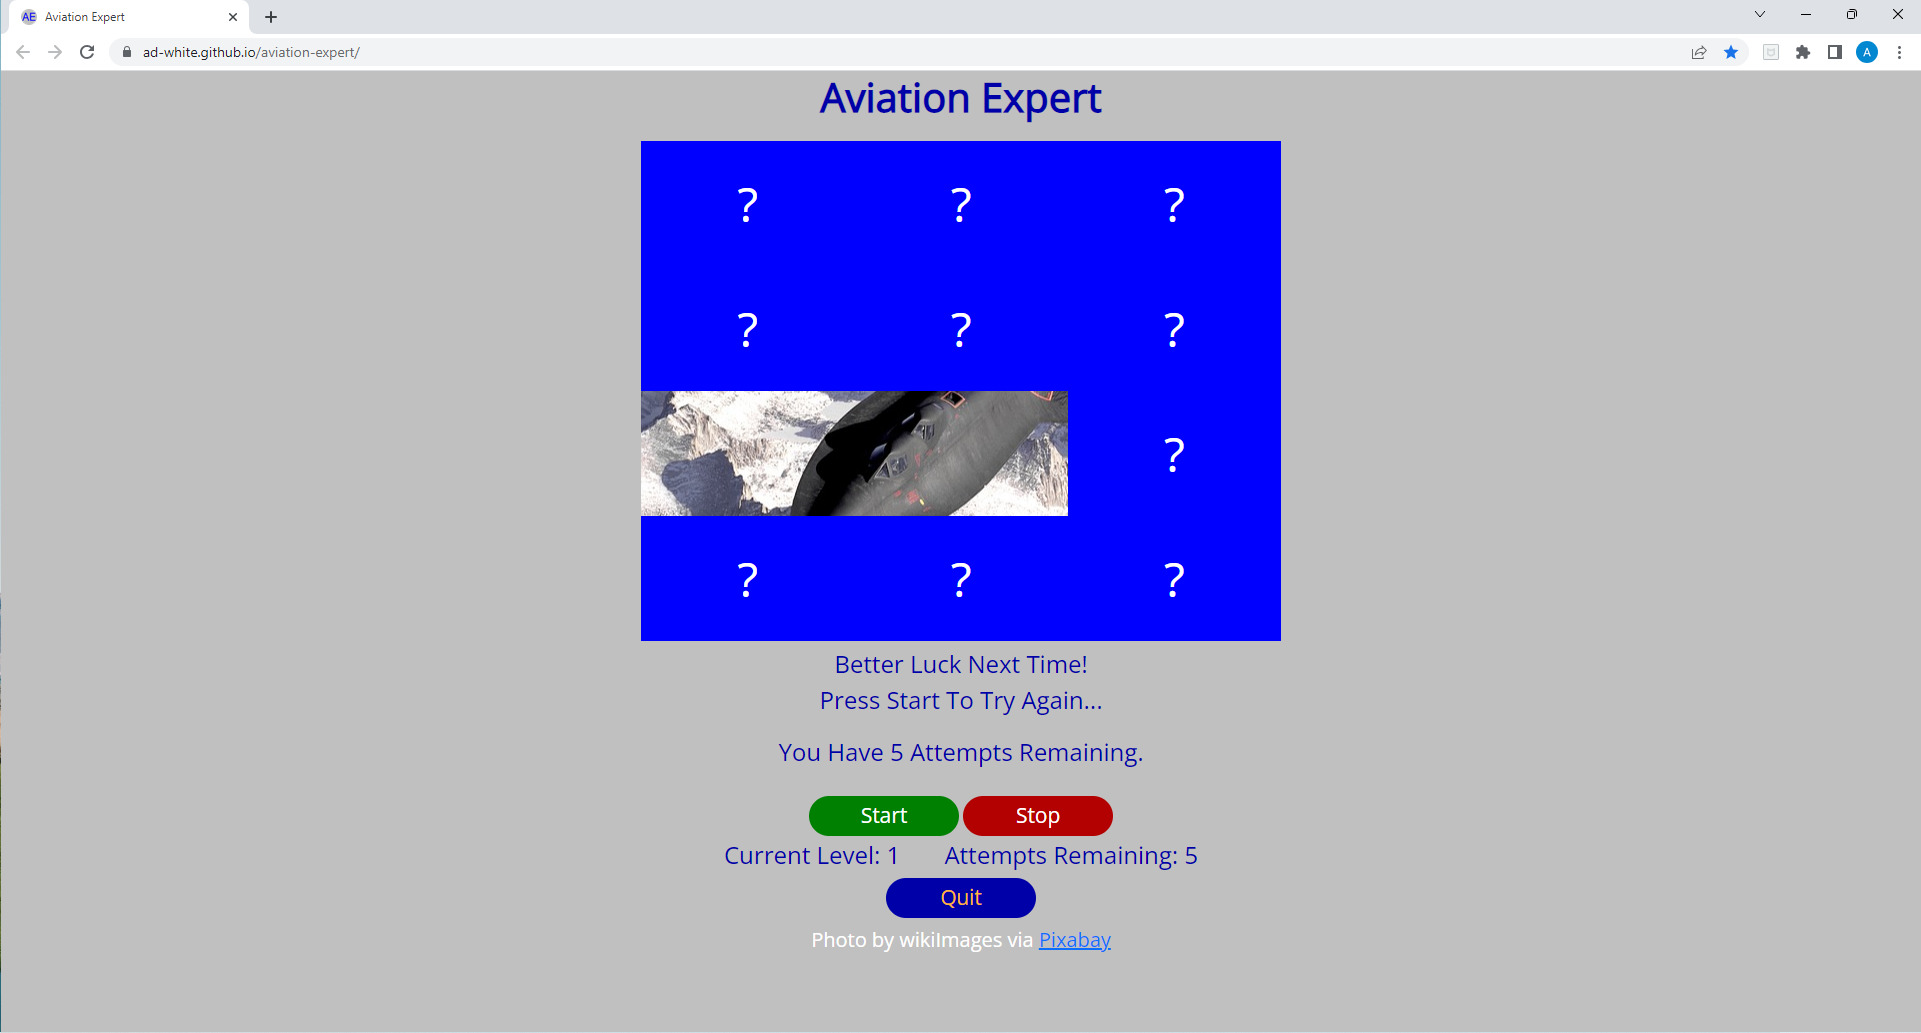 AE Aviation Expert
ad-white.github.io/aviation-expert/
A
Aviation Expert
? ? ?
? ? ?
?
? ? ?
Better Luck Next Time!
Press Start To Try Again...
You Have 5 Attempts Remaining.
Start Stop
Current Level: 1 Attempts Remaining: 5
Quit
Photo by wikiImages via Pixabay